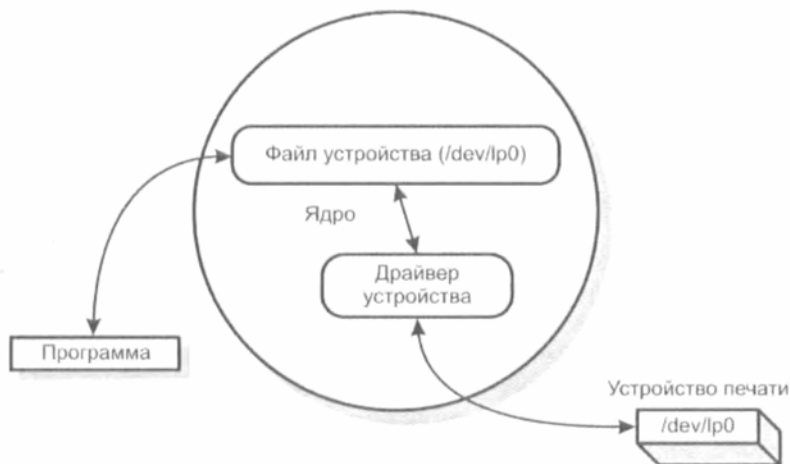 Файл устройства (/dev/lp0)
Ядро
Драйвер
устройства
Программа
Устройство печати
/dev/lp0